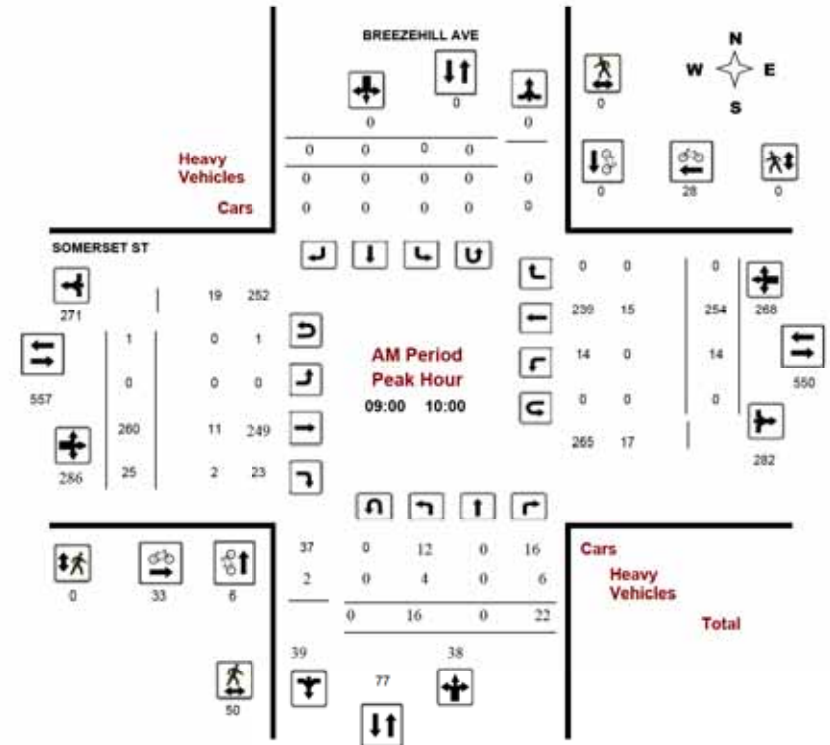 BREEZEHILL AVE
N
W E
S
0
0
0
0
0 0 0 0
0 28 0
Heavy
Vehicles
0 0 0 0 0
Cars
0 0 0 0 0
SOMERSET ST
0 0 0
19 252
271
239 15 254 268
1 0 1
AM Period
14 0 14
Peak Hour
550
557
0 0 0
09:00 10:00
0 0 0
260 11 249
265 17
282
286
25 2 23
37 0 12 0 16
Cars
2 0 4 0 6
Heavy
Vehicles
0 33 6
0 16 0 22
Total
39 38
77
50